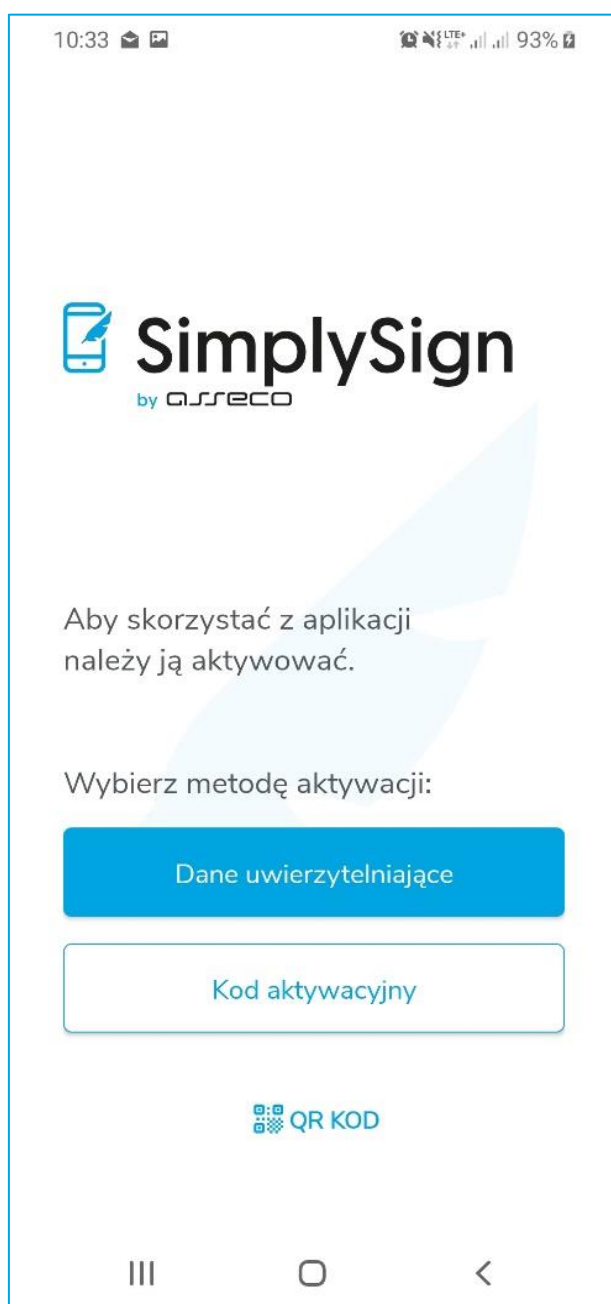 10:33 LTE+ 93%
SimplySign
by asseco
Aby skorzystać z aplikacji
należy ją aktywować.
Wybierz metodę aktywacji:
Dane uwierzytelniające
Kod aktywacyjny
QR KOD